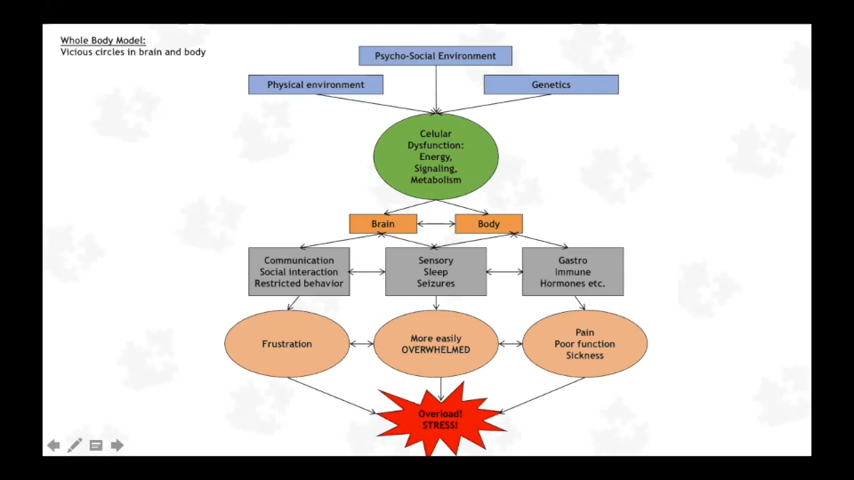 Whole Body Model:
Vicious circles in brain and body
Psycho-Social Environment
Physical environment
Genetics
Celular
Dysfunction:
Energy,
Signaling,
Metabolism
Brain
Body
Communication
Social interaction
Restricted behavior
Sensory
Sleep
Seizures
Gastro
Immune
Hormones etc.
Frustration
More easily
OVERWHELMED
Pain
Poor function
Sickness
Overload!
STRESS!